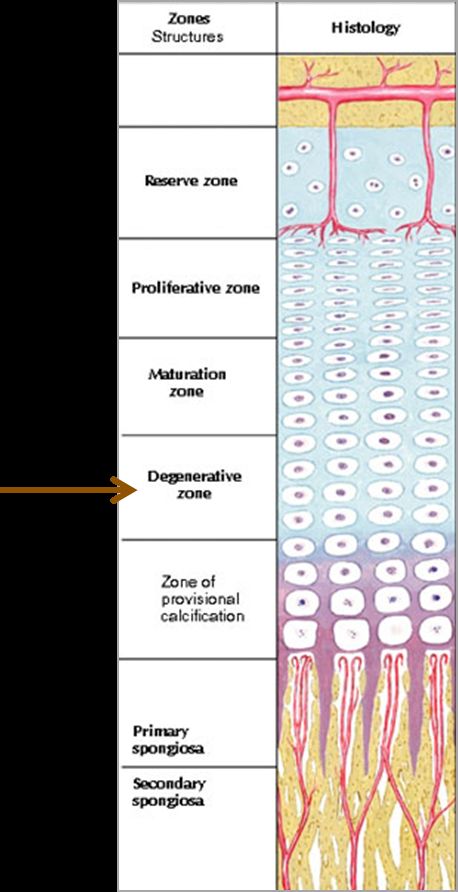 Zones
Structures
Histology
Reserve zone
Proliferative zone
Maturation
zone
Degenerative
zone
Zone of
provisional
calcification
Primary
spongiosa
Secondary
spongiosa